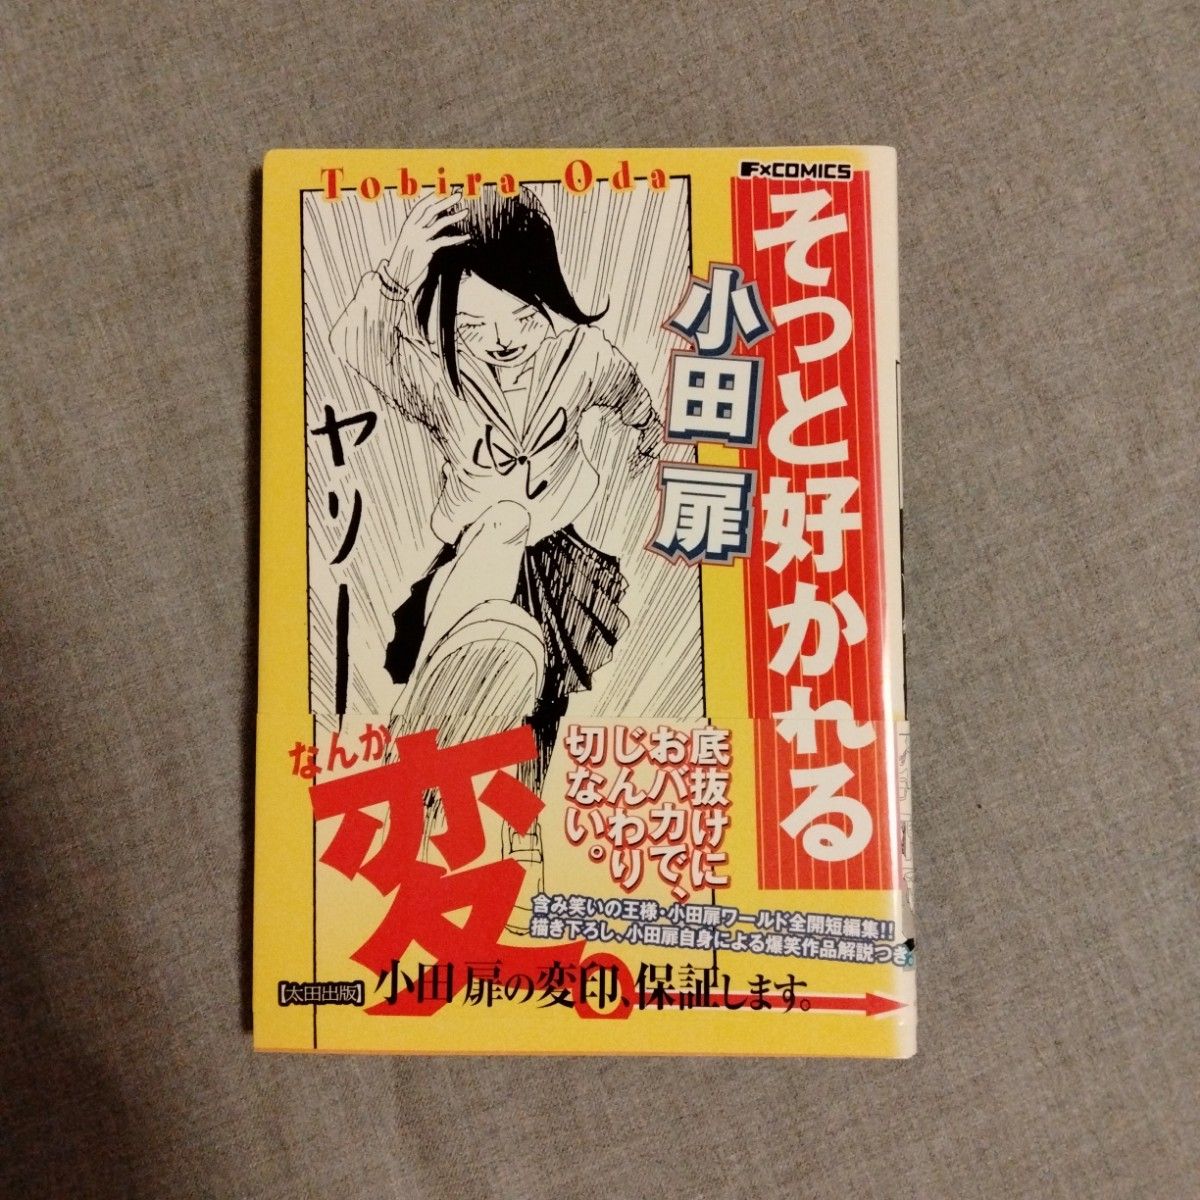 Tobira Oda
F×COMICS
そっと好かれる
小田扉
ヤリー
なんか
変。
底抜けに
おバカで、
じんわり
切ない。
含み笑いの王様・小田扉ワールド全開短編集!!
描き下ろし、小田扉自身による爆笑作品解説つき。
【太田出版】
小田扉の変印、保証します。